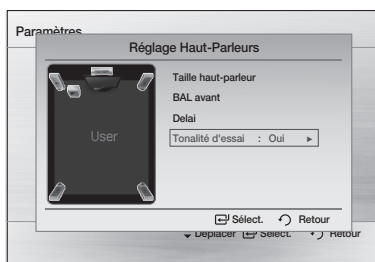 Paramètres
Réglage Haut-Parleurs
Taille haut-parleur
BAL avant
Delai
Tonalité d'essai : Oui ►
User
Sélect. Retour
Déplacer Sélect. Retour